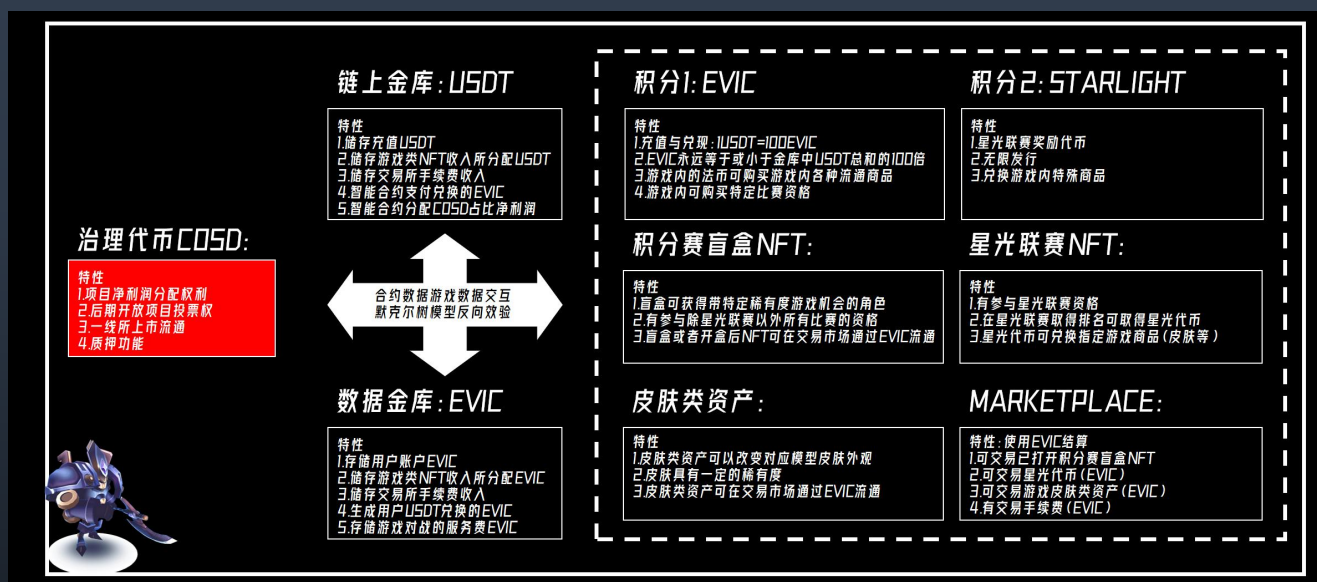 治理代币COSD:
特性
1.项目净利润分配权利
2.后期开放项目投票权
3.一线所上市流通
4.质押功能
链上金库:USDT
特性
1.储存充值USDT
2.储存游戏类NFT收入所分配USDT
3.储存交易所手续费收入
4.智能合约支付兑换的EVIC
5.智能合约分配COSD占比净利润
合约数据游戏数据交互
默克尔树模型反向效验
数据金库:EVIC
特性
1.存储用户账户EVIC
2.储存游戏类NFT收入所分配EVIC
3.储存交易所手续费收入
4.生成用户USDT兑换的EVIC
5.存储游戏对战的服务费EVIC
积分1:EVIC
特性
1.充值与兑现:1USDT=100EVIC
2.EVIC永远等于或小于金库中USDT总和的100倍
3.游戏内的法币可购买游戏内各种流通商品
4.游戏内可购买特定比赛资格
积分2:STARLIGHT
特性
1.星光联赛奖励代币
2.无限发行
3.兑换游戏内特殊商品
积分赛盲盒NFT:
特性
1.盲盒可获得带特定稀有度游戏机会的角色
2.有参与除星光联赛以外所有比赛的资格
3.盲盒或者开盒后NFT可在交易市场通过EVIC流通
星光联赛NFT:
特性
1.有参与星光联赛资格
2.在星光联赛取得排名可取得星光代币
3.星光代币可兑换指定游戏商品(皮肤等)
皮肤类资产:
特性
1.皮肤类资产可以改变对应模型皮肤外观
2.皮肤具有一定的稀有度
3.皮肤类资产可在交易市场通过EVIC流通
MARKETPLACE:
特性:使用EVIC结算
1.可交易已打开积分赛盲盒NFT
2.可交易星光代币(EVIC)
3.可交易游戏皮肤类资产(EVIC)
4.有交易手续费(EVIC)